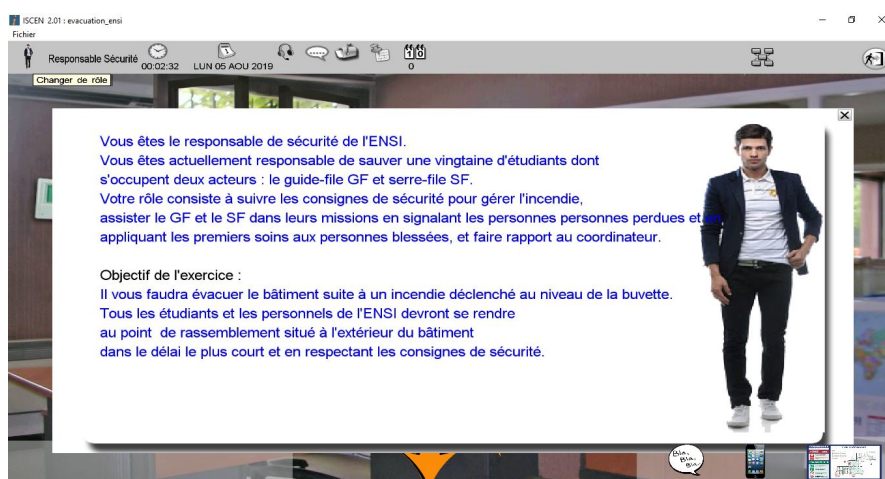 ISCEN 2.01 : evacuation_ensi
Fichier
Responsable Sécurité
00:02:32
LUN 05 AOU 2019
10
0
Changer de rôle
Vous êtes le responsable de sécurité de l'ENSI.
Vous êtes actuellement responsable de sauver une vingtaine d'étudiants dont
s'occupent deux acteurs : le guide-file GF et serre-file SF.
Votre rôle consiste à suivre les consignes de sécurité pour gérer l'incendie,
assister le GF et le SF dans leurs missions en signalant les personnes personnes perdues et en
appliquant les premiers soins aux personnes blessées, et faire rapport au coordinateur.
Objectif de l'exercice :
Il vous faudra évacuer le bâtiment suite à un incendie déclenché au niveau de la buvette.
Tous les étudiants et les personnels de l'ENSI devront se rendre
au point de rassemblement situé à l'extérieur du bâtiment
dans le délai le plus court et en respectant les consignes de sécurité.
Bla,
Bla,
Bla,